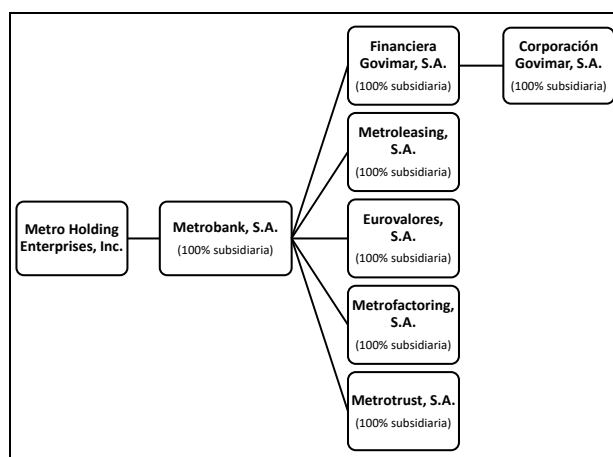 Financiera
Govimar, S.A.
(100% subsidiaria)
Corporación
Govimar, S.A.
(100% subsidiaria)
Metroleasing,
S.A.
(100% subsidiaria)
Metro Holding
Enterprises, Inc.
Metrobank, S.A.
(100% subsidiaria)
Eurovalores,
S.A.
(100% subsidiaria)
Metrofactoring,
S.A.
(100% subsidiaria)
Metrotrust, S.A.
(100% subsidiaria)